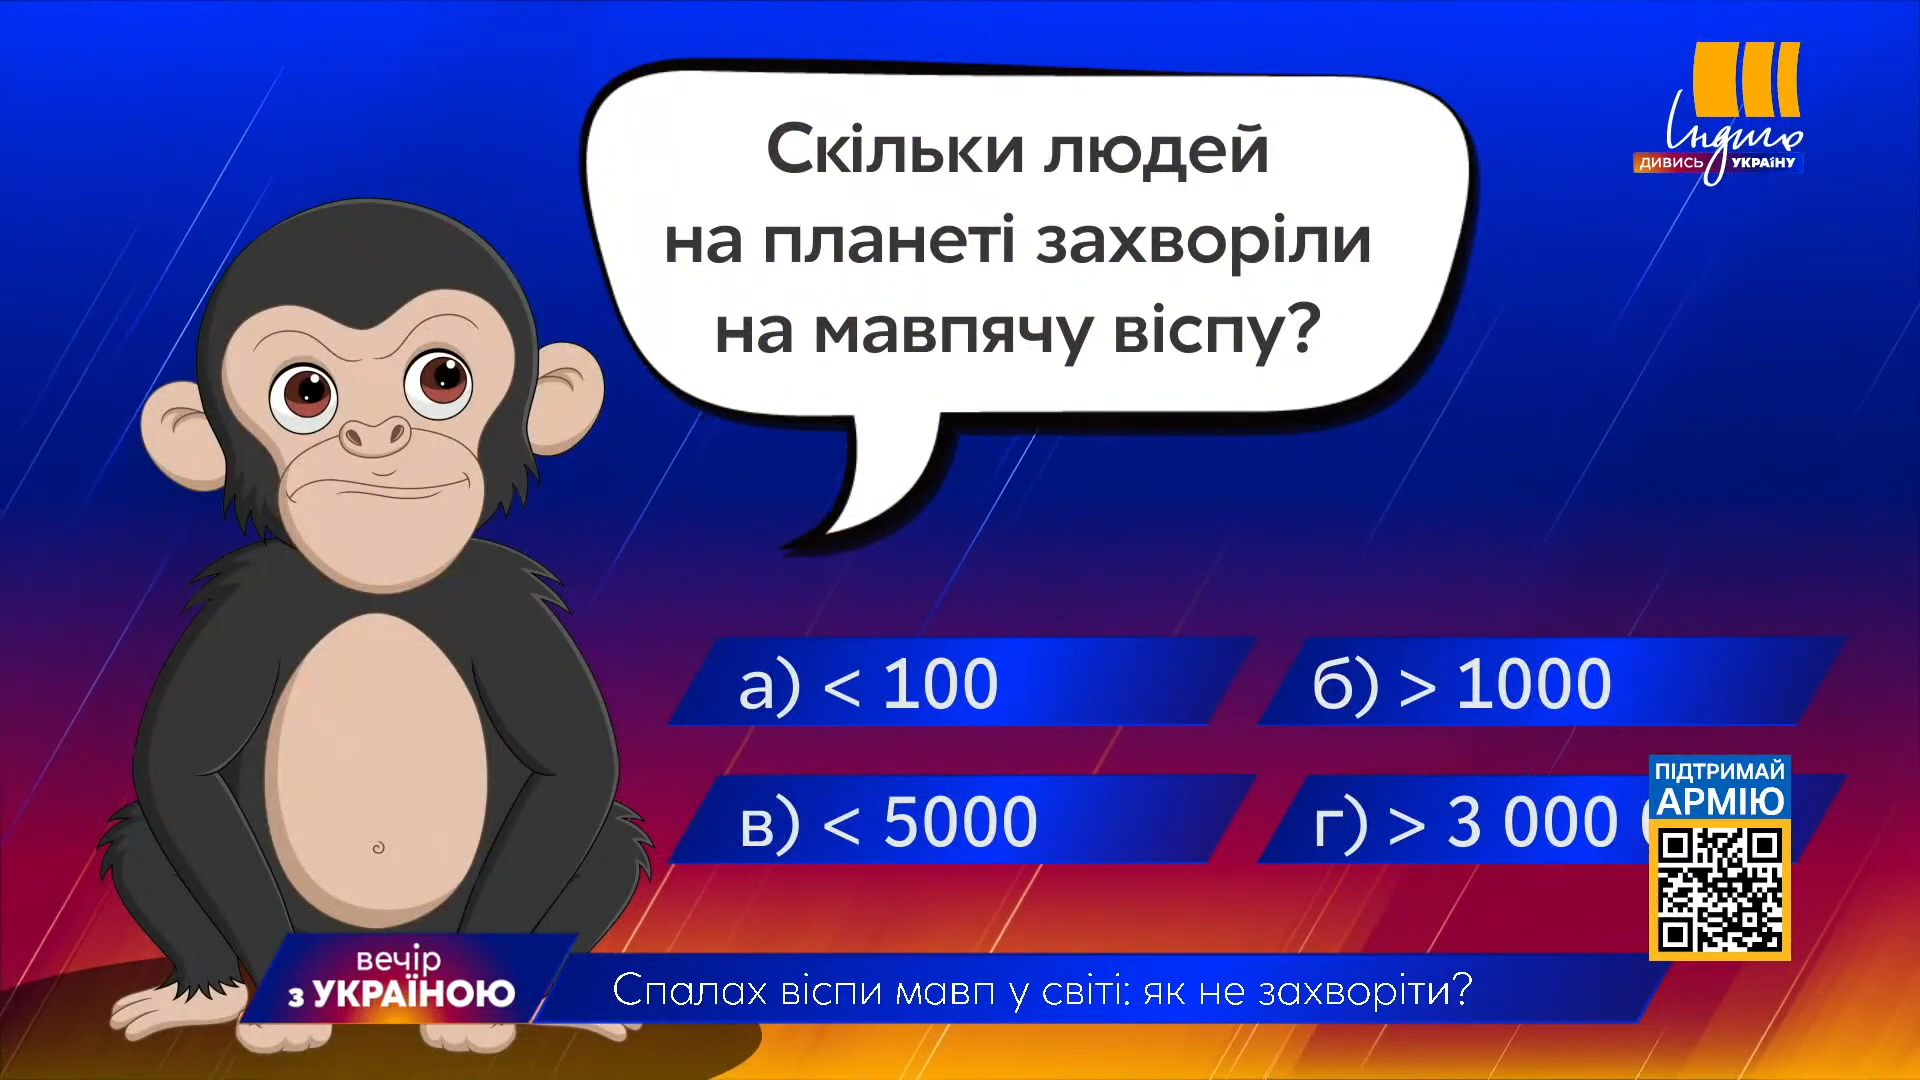 Скільки людей
на планеті захворіли
на мавпячу віспу?
Індиго
ДИВИСЬ УКРАїНУ
а) < 100
б) > 1000
в) < 5000
г) > 3 000
ПІДТРИМАЙ
АРМІЮ
вечір
з УКРАЇНОЮ
Спалах віспи мавп у світі: як не захворіти?